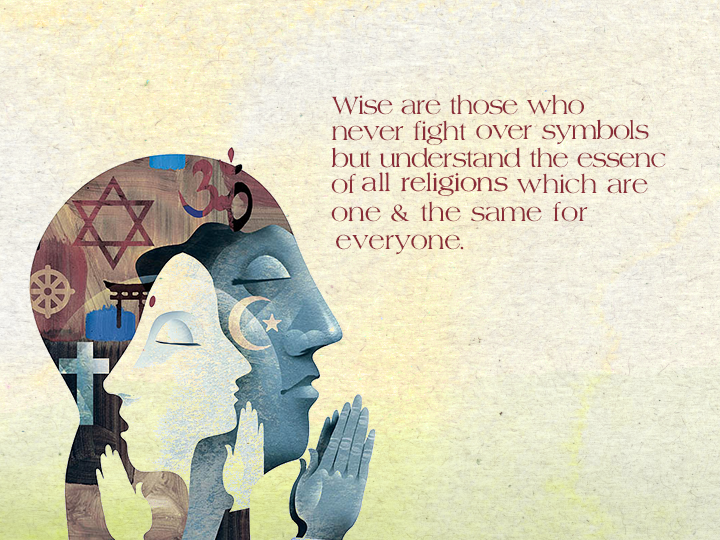 Wise are those who
never fight over symbols
but understand the essenc
of all religions which are
one & the same for
everyone.